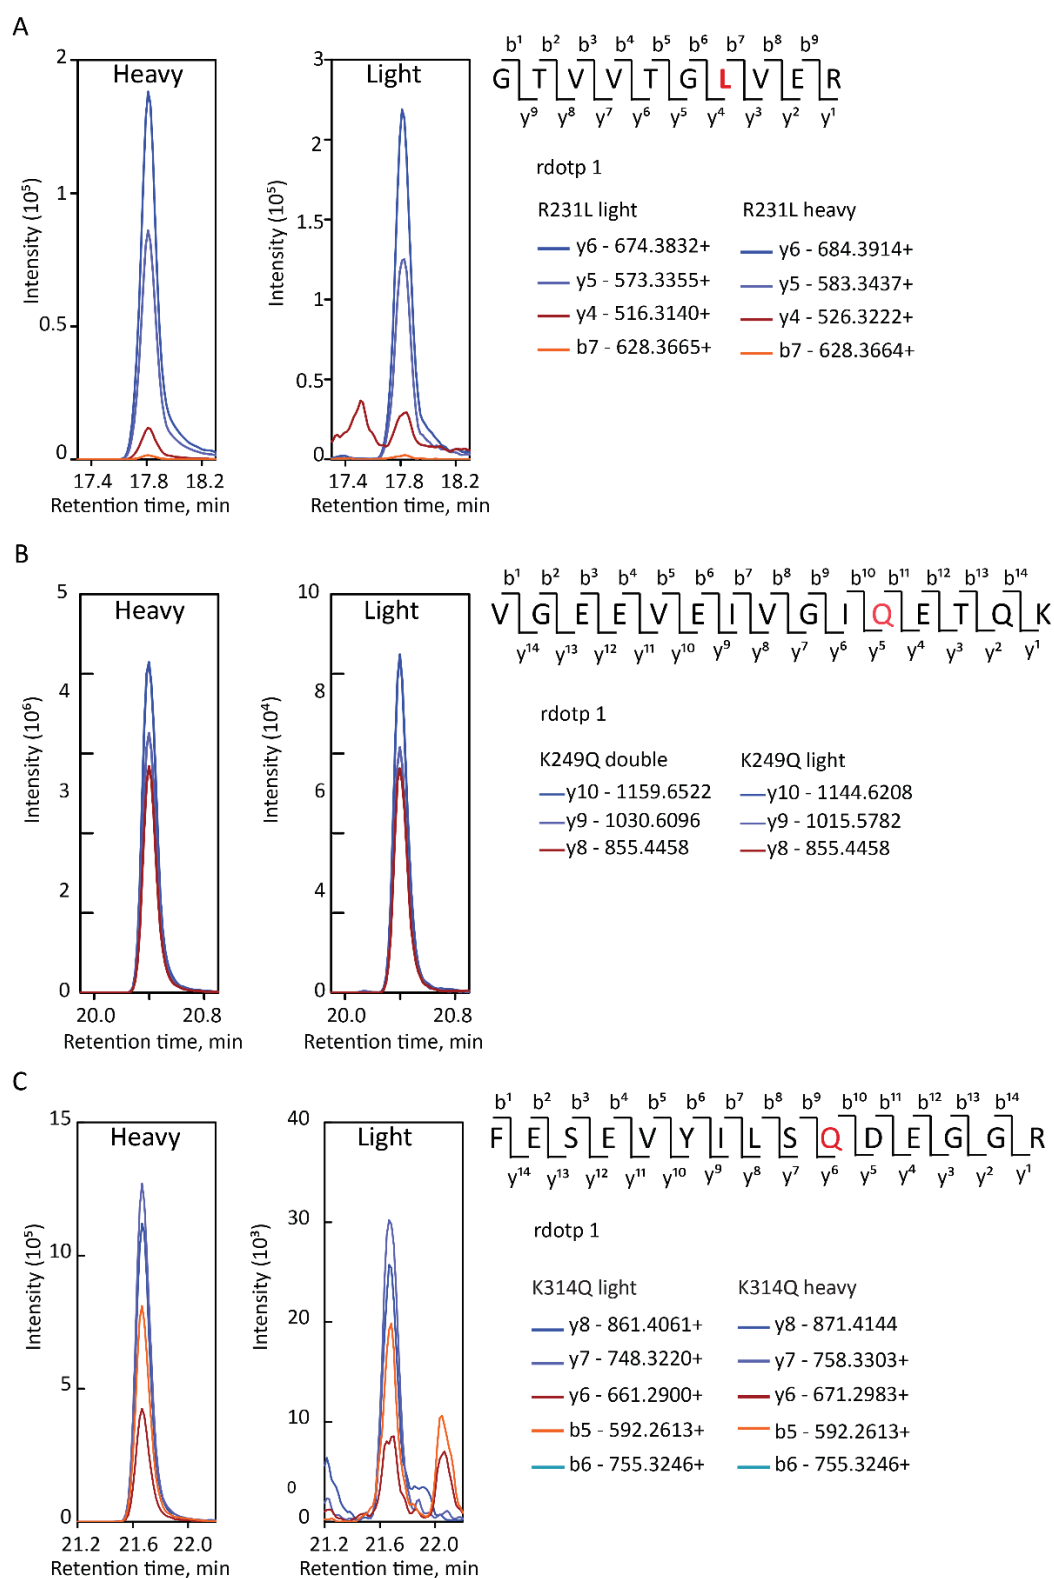 A
Heavy
Light
2
1
0.5
0
Intensity (10⁵)
17.4 17.8 18.2
Retention time, min
3
2
1.5
1
0.5
0
Intensity (10⁵)
17.4 17.8 18.2
Retention time, min
b¹ b² b³ b⁴ b⁵ b⁶ b⁷ b⁸ b⁹
G T V V T G L V E R
y⁹ y⁸ y⁷ y⁶ y⁵ y⁴ y³ y² y¹
rdotp 1
R231L light
y6 - 674.3832+
y5 - 573.3355+
y4 - 516.3140+
b7 - 628.3665+
R231L heavy
y6 - 684.3914+
y5 - 583.3437+
y4 - 526.3222+
b7 - 628.3664+
B
Heavy
Light
5
4
3
2
0
Intensity (10⁶)
20.0 20.8
Retention time, min
10
8
6
4
0
Intensity (10⁴)
20.0 20.8
Retention time, min
b¹ b² b³ b⁴ b⁵ b⁶ b⁷ b⁸ b⁹ b¹⁰ b¹¹ b¹² b¹³ b¹⁴
V G E E V E I V G I Q E T Q K
y¹⁴ y¹³ y¹² y¹¹ y¹⁰ y⁹ y⁸ y⁷ y⁶ y⁵ y⁴ y³ y² y¹
rdotp 1
K249Q double
y10 - 1159.6522
y9 - 1030.6096
y8 - 855.4458
K249Q light
y10 - 1144.6208
y9 - 1015.5782
y8 - 855.4458
C
Heavy
Light
15
10
5
0
Intensity (10⁵)
21.2 21.6 22.0
Retention time, min
40
30
20
10
0
0
Intensity (10³)
21.2 21.6 22.0
Retention time, min
b¹ b² b³ b⁴ b⁵ b⁶ b⁷ b⁸ b⁹ b¹⁰ b¹¹ b¹² b¹³ b¹⁴
F E S E V Y I L S Q D E G G R
y¹⁴ y¹³ y¹² y¹¹ y¹⁰ y⁹ y⁸ y⁷ y⁶ y⁵ y⁴ y³ y² y¹
rdotp 1
K314Q light
y8 - 861.4061+
y7 - 748.3220+
y6 - 661.2900+
b5 - 592.2613+
b6 - 755.3246+
K314Q heavy
y8 - 871.4144
y7 - 758.3303+
y6 - 671.2983+
b5 - 592.2613+
b6 - 755.3246+